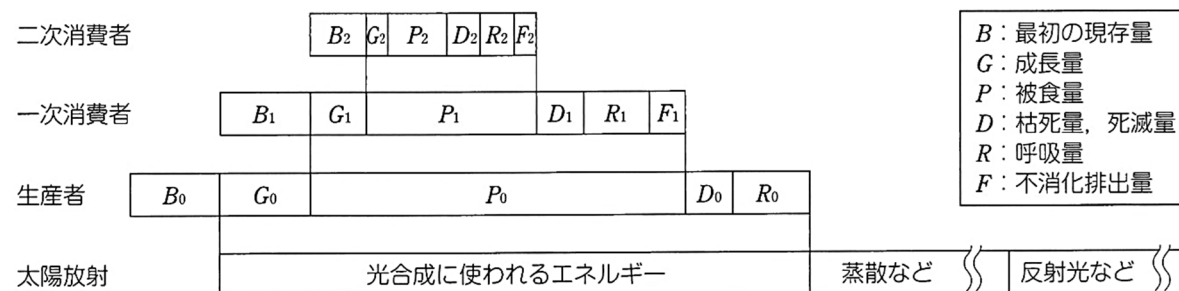 二次消費者 B₂ G₂ P₂ D₂ R₂ F₂
一次消費者 B₁ G₁ P₁ D₁ R₁ F₁
生産者 B₀ G₀ P₀ D₀ R₀
太陽放射 光合成に使われるエネルギー 蒸散など 反射光など
B：最初の現存量
G：成長量
P：被食量
D：枯死量，死滅量
R：呼吸量
F：不消化排出量